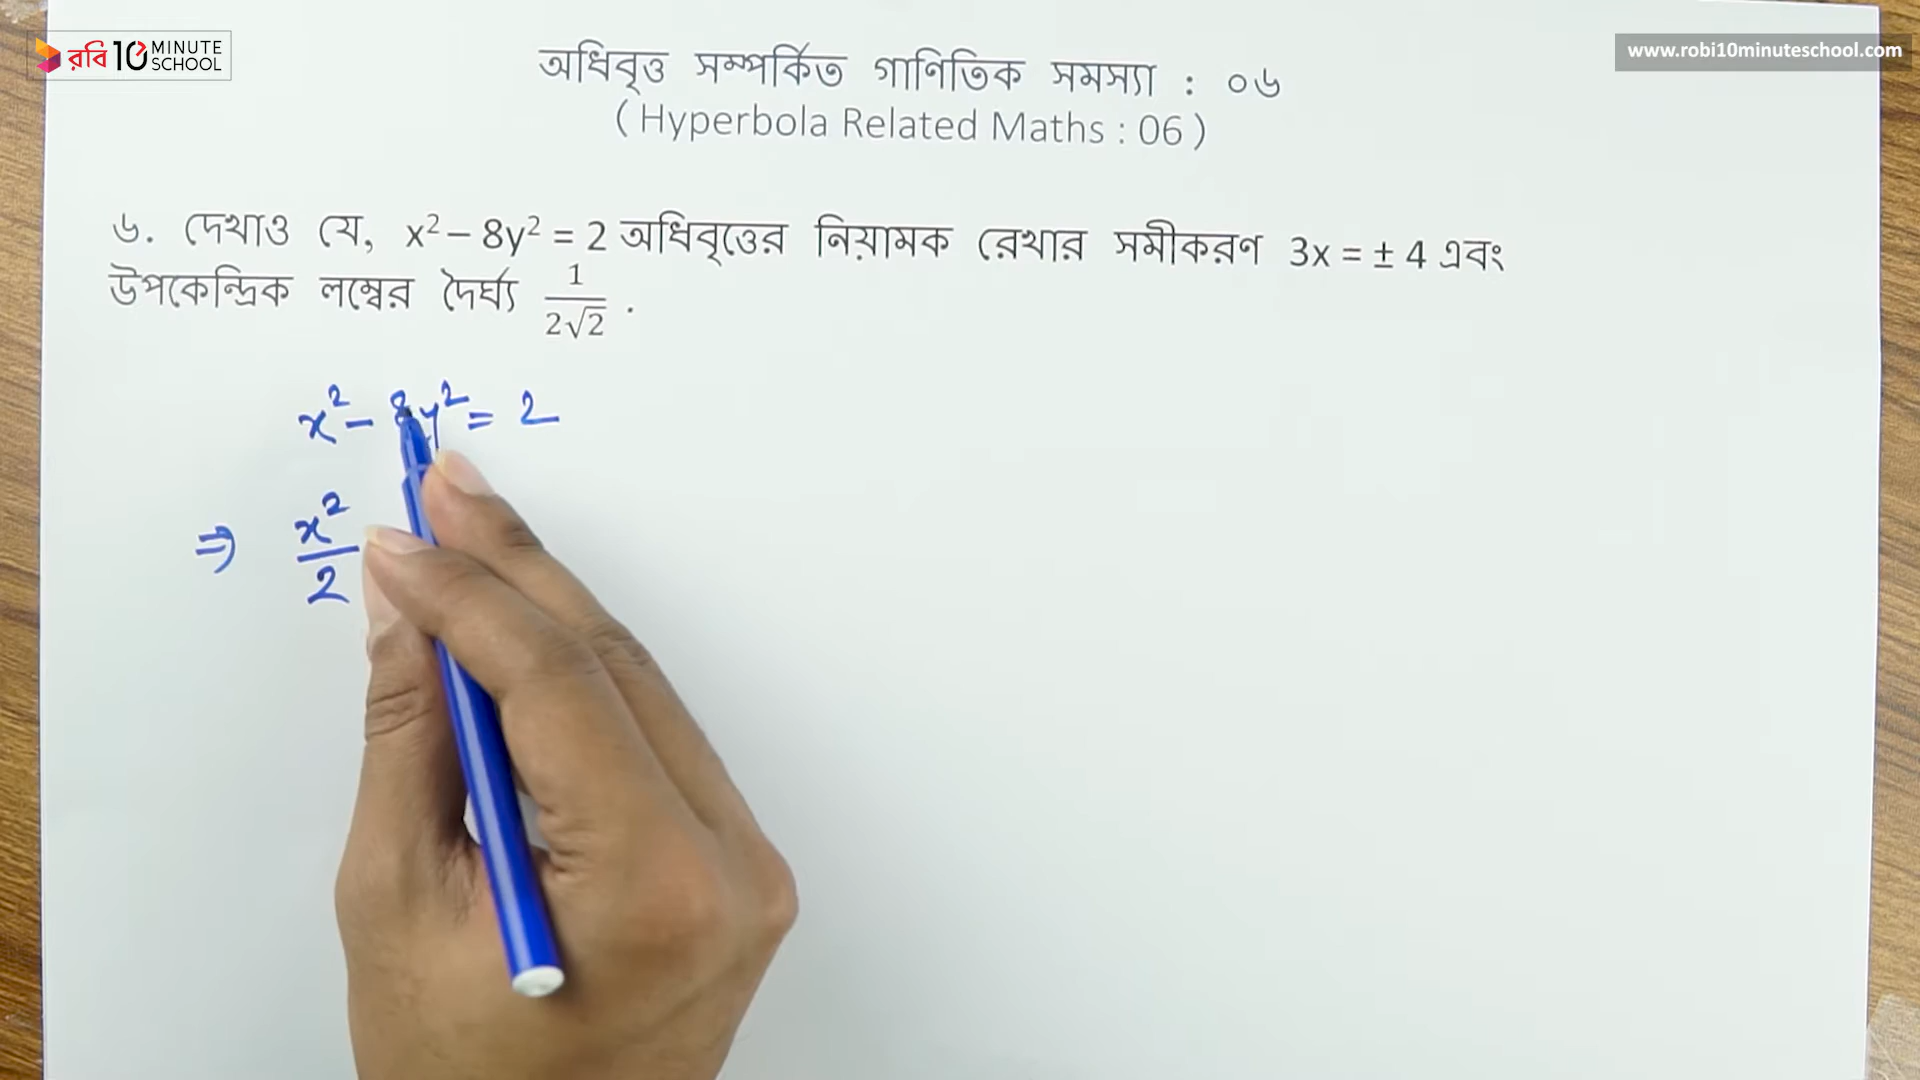 রবি 10 MINUTE SCHOOL
www.robi10minuteschool.com
অধিবৃত্ত সম্পর্কিত গাণিতিক সমস্যা : ০৬
( Hyperbola Related Maths : 06 )
৬. দেখাও যে, x² – 8y² = 2 অধিবৃত্তের নিয়ামক রেখার সমীকরণ 3x = ± 4 এবং
উপকেন্দ্রিক লম্বের দৈর্ঘ্য 1/(2√2) .
x² – 8y² = 2
⇒ x²/2